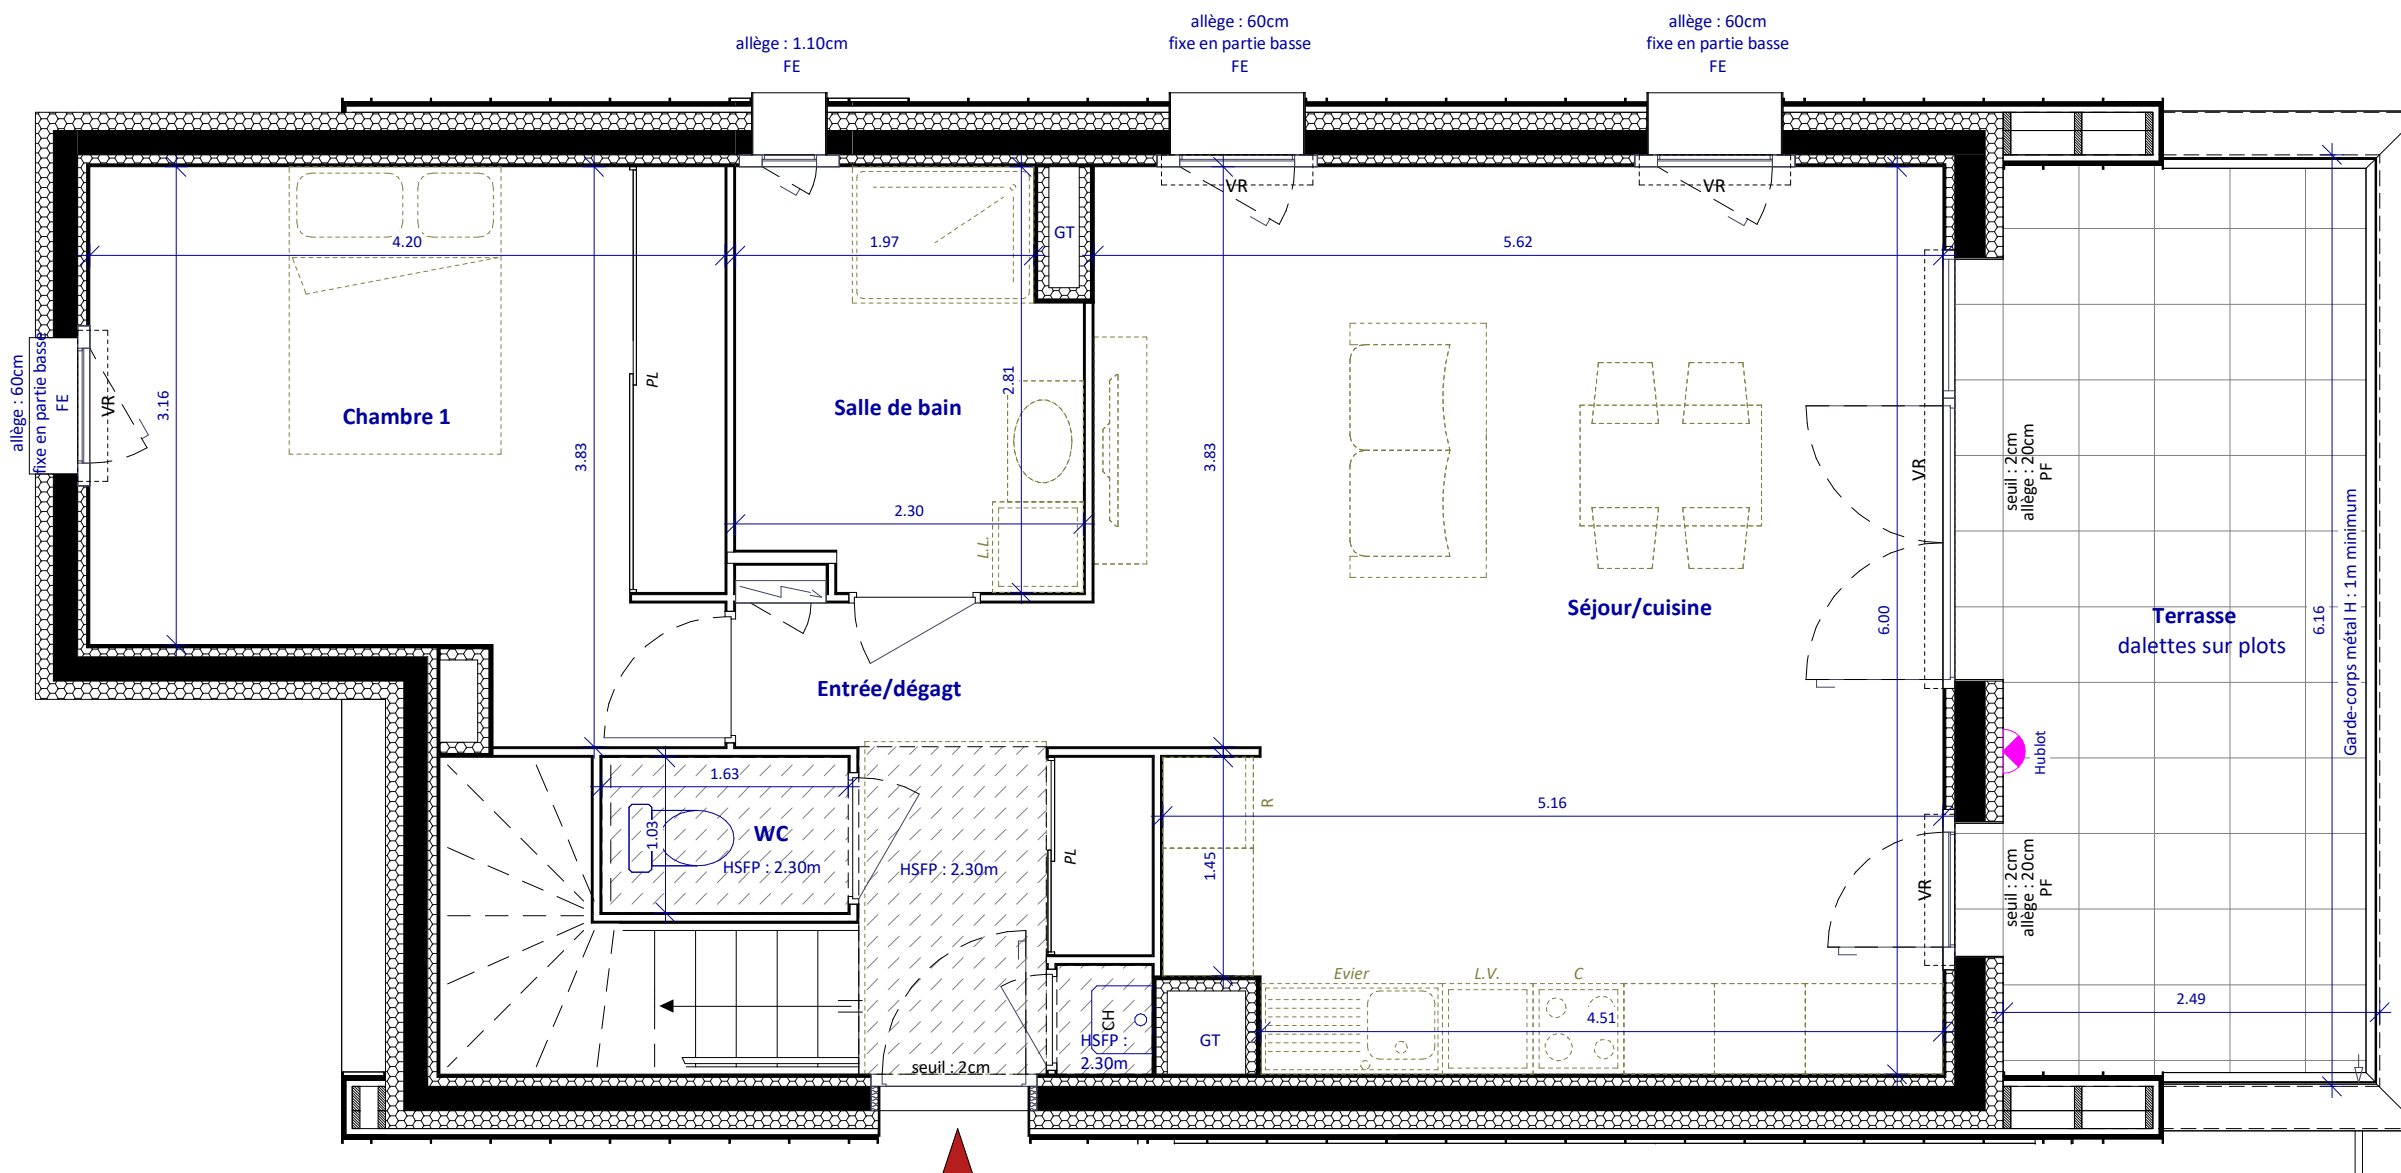 allège : 1.10cm
FE
allège : 60cm
fixe en partie basse
FE
allège : 60cm
fixe en partie basse
FE
VR
VR
GT
4.20
1.97
5.62
allège : 60cm
fixe en partie basse
FE
VR
3.16
Chambre 1
3.83
PL
Salle de bain
2.81
2.30
L.L.
3.83
Séjour/cuisine
6.00
VR
seuil : 2cm
allège : 20cm
PF
Terrasse
dalettes sur plots
6.16
Garde-corps métal H : 1m minimum
Hublot
Entrée/dégagt
1.63
1.03
WC
HSFP : 2.30m
HSFP : 2.30m
PL
R
1.45
5.16
VR
seuil : 2cm
allège : 20cm
PF
Evier
L.V.
C
4.51
2.49
CH
HSFP :
2.30m
GT
seuil : 2cm